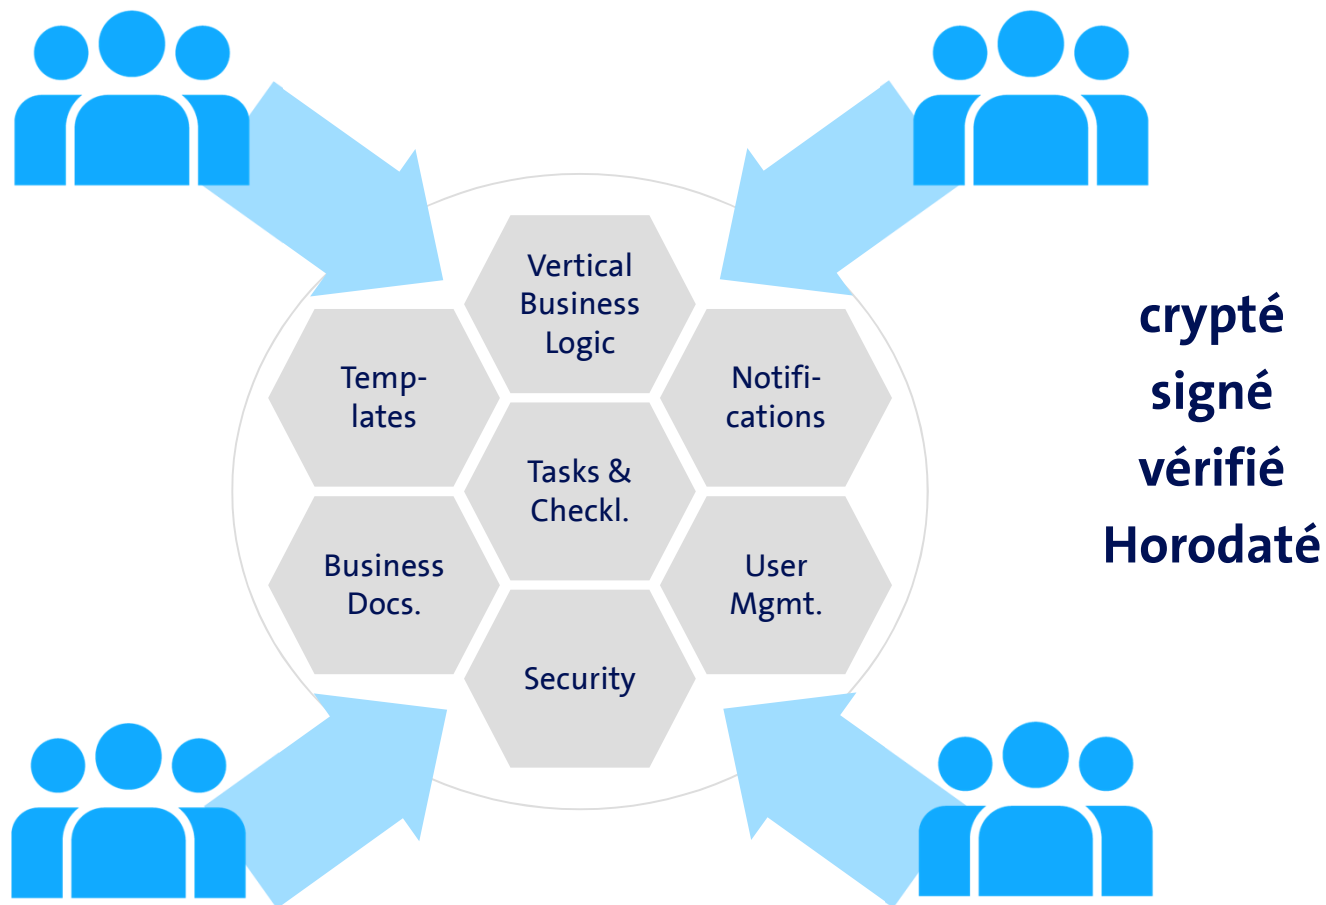 Vertical
Business
Logic
Temp-
lates
Notifi-
cations
Tasks &
Checkl.
Business
Docs.
User
Mgmt.
Security
crypté
signé
vérifié
Horodaté